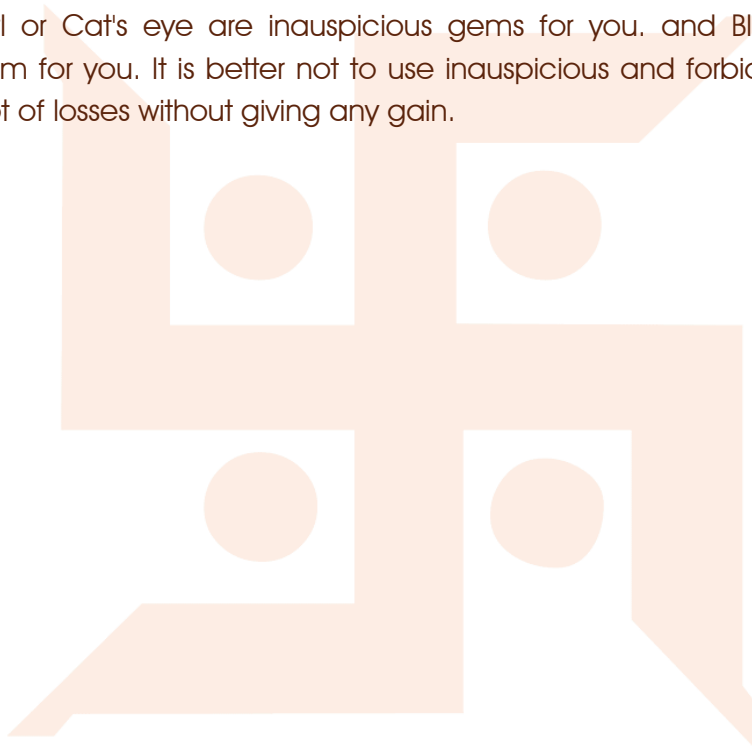 l or Cat's eye are inauspicious gems for you. and Bl
m for you. It is better not to use inauspicious and forbid
t of losses without giving any gain.